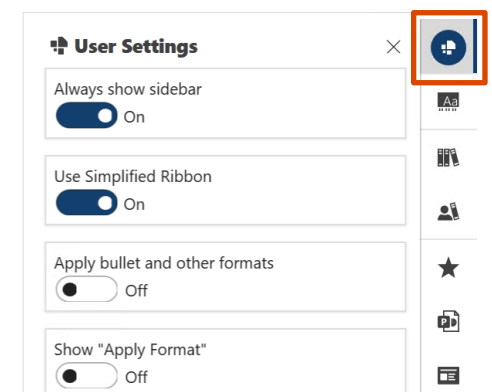 User Settings
Always show sidebar
On
Aa
Use Simplified Ribbon
On
Apply bullet and other formats
Off
Show "Apply Format"
Off